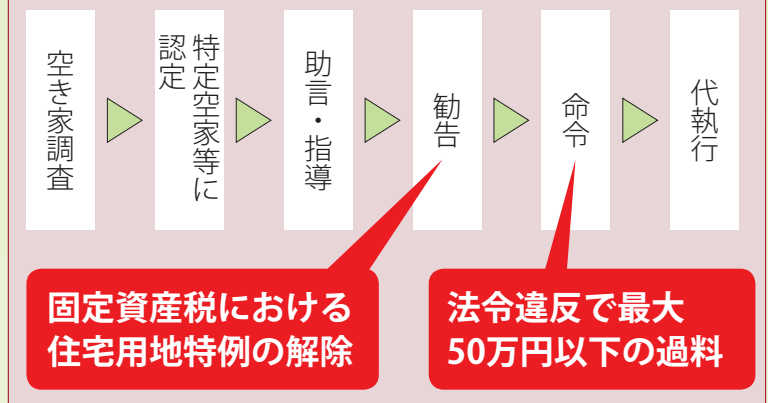 空き家調査
特定空家等に
認定
助言・指導
勧告
命令
代執行
固定資産税における
住宅用地特例の解除
法令違反で最大
50万円以下の過料